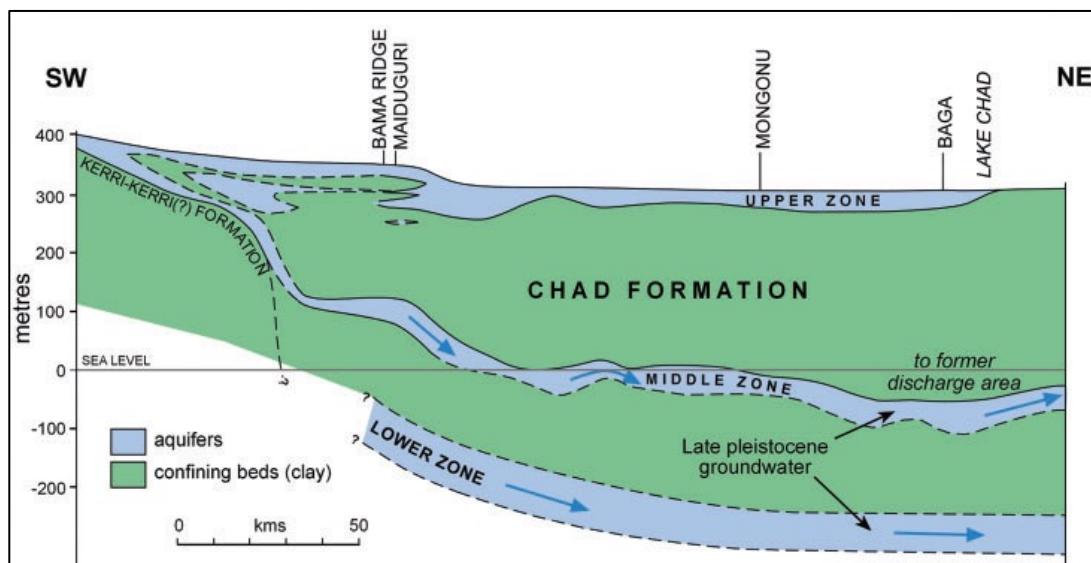 SW
BAMA RIDGE
MAIDUGURI
MONGONU
BAGA
LAKE CHAD
NE
400
300
200
100
0
-100
-200
metres
KERRI-KERRI(?) FORMATION
UPPER ZONE
CHAD FORMATION
SEA LEVEL
MIDDLE ZONE
to former
discharge area
?
?
?
LOWER ZONE
Late pleistocene
groundwater
aquifers
confining beds (clay)
0 kms 50